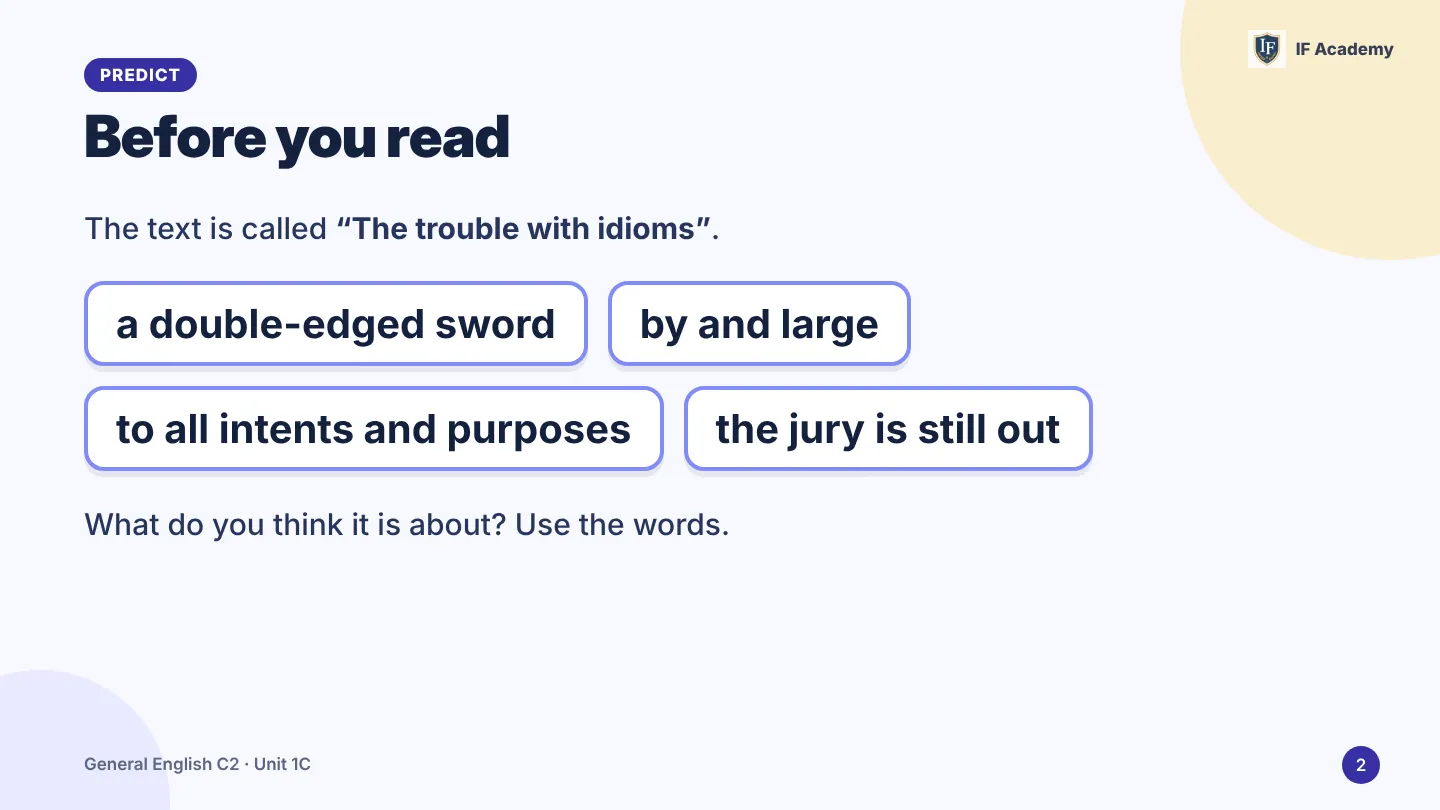 IF
IF Academy
PREDICT
Before you read
The text is called “The trouble with idioms”.
a double-edged sword
by and large
to all intents and purposes
the jury is still out
What do you think it is about? Use the words.
General English C2 · Unit 1C
2